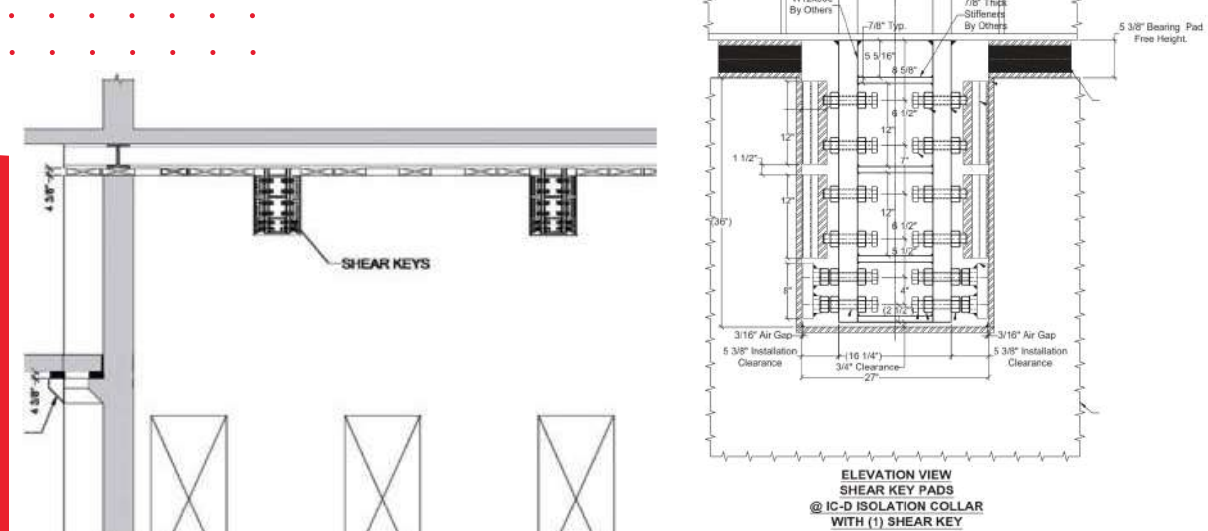 4 3/8"
SHEAR KEYS
4 3/8"
By Others
7/8" Thick
Stiffeners
By Others
7/8" Typ.
5 3/8" Bearing Pad
Free Height.
5 5/16"
8 5/8"
6 1/2"
12"
12"
7"
1 1/2"
12"
12"
(36")
6 1/2"
5 1/2"
8"
4"
(2 1/2")
3/16" Air Gap
3/16" Air Gap
5 3/8" Installation
Clearance
(16 1/4")
5 3/8" Installation
Clearance
3/4" Clearance
27"
ELEVATION VIEW
SHEAR KEY PADS
@ IC-D ISOLATION COLLAR
WITH (1) SHEAR KEY